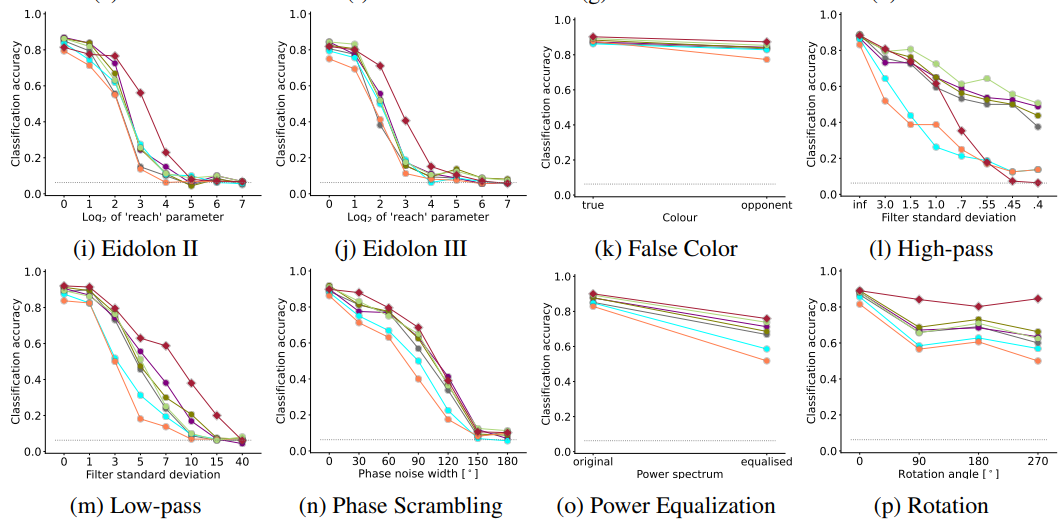 Classification accuracy
1.0
0.8
0.6
0.4
0.2
0.0
0 1 2 3 4 5 6 7
Log2 of 'reach' parameter
(i) Eidolon II
Classification accuracy
1.0
0.8
0.6
0.4
0.2
0.0
0 1 2 3 4 5 6 7
Log2 of 'reach' parameter
(j) Eidolon III
Classification accuracy
1.0
0.8
0.6
0.4
0.2
0.0
true opponent
Colour
(k) False Color
Classification accuracy
1.0
0.8
0.6
0.4
0.2
0.0
inf 3.0 1.5 1.0 .7 .55 .45 .4
Filter standard deviation
(l) High-pass
Classification accuracy
1.0
0.8
0.6
0.4
0.2
0.0
0 1 3 5 7 10 15 40
Filter standard deviation
(m) Low-pass
Classification accuracy
1.0
0.8
0.6
0.4
0.2
0.0
0 30 60 90 120 150 180
Phase noise width [°]
(n) Phase Scrambling
Classification accuracy
1.0
0.8
0.6
0.4
0.2
0.0
original equalised
Power spectrum
(o) Power Equalization
Classification accuracy
1.0
0.8
0.6
0.4
0.2
0.0
0 90 180 270
Rotation angle [°]
(p) Rotation